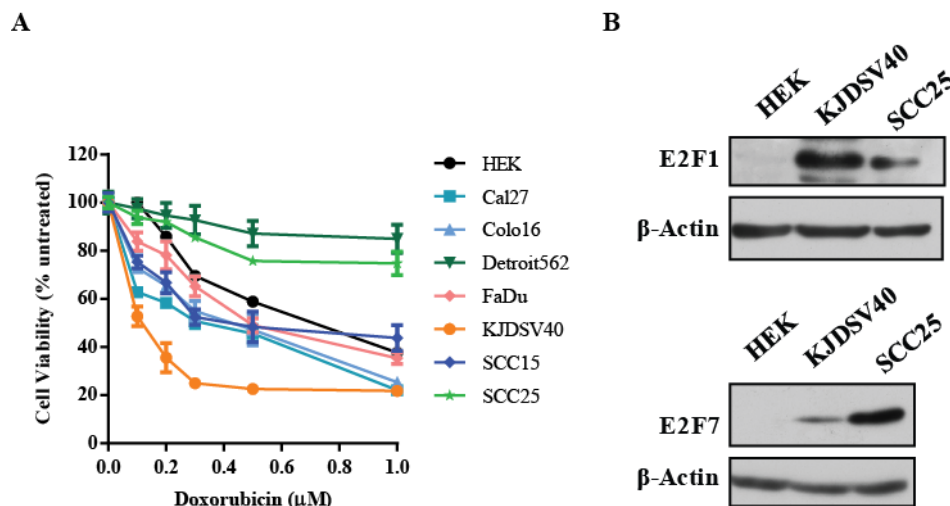 A
Cell Viability (% untreated)
120
100
80
60
40
20
0
0.0 0.2 0.4 0.6 0.8 1.0
Doxorubicin (μM)
HEK
Cal27
Colo16
Detroit562
FaDu
KJDSV40
SCC15
SCC25
B
HEK KJDSV40 SCC25
E2F1
β-Actin
HEK KJDSV40 SCC25
E2F7
β-Actin